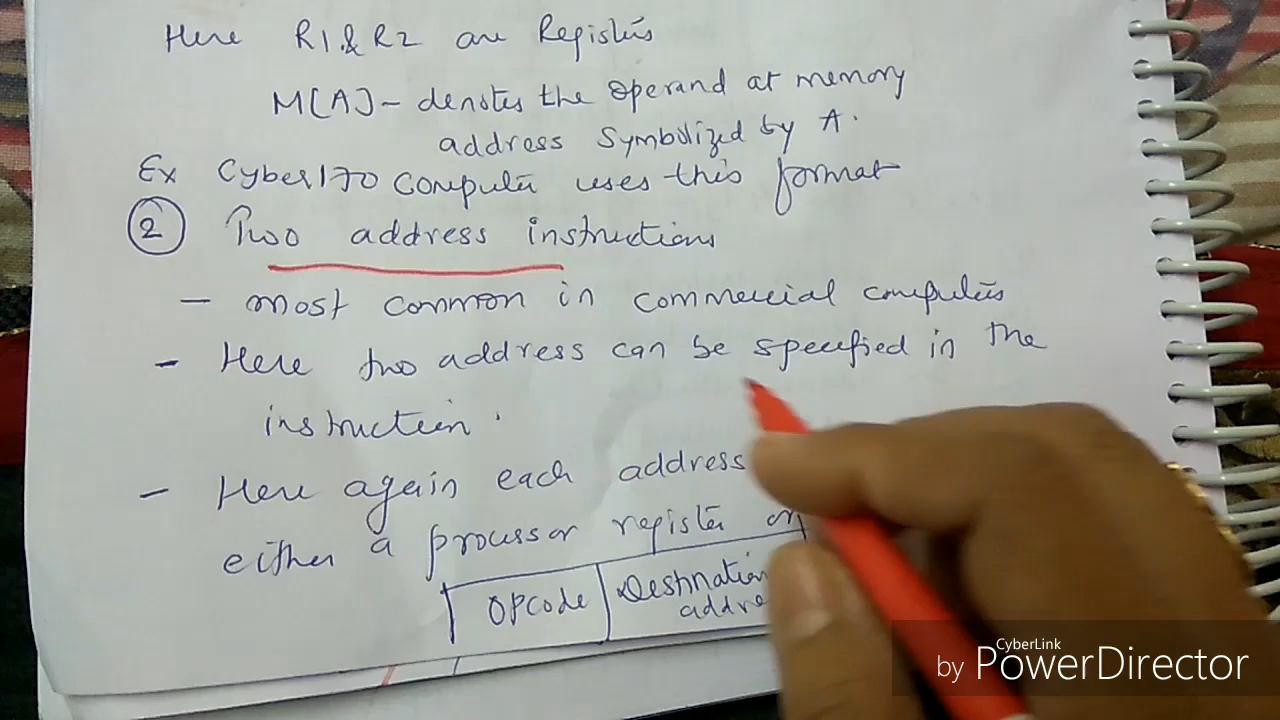 Here R1 & R2 are Registers
M[A] - denotes the operand at memory
address symbolized by A.
Ex Cyber170 computer uses this format
② Two address instructions
- most common in commercial computers
- Here two address can be specified in the
instruction.
- Here again each address
either a processor register or
OPCode Destination
addre
CyberLink
by PowerDirector